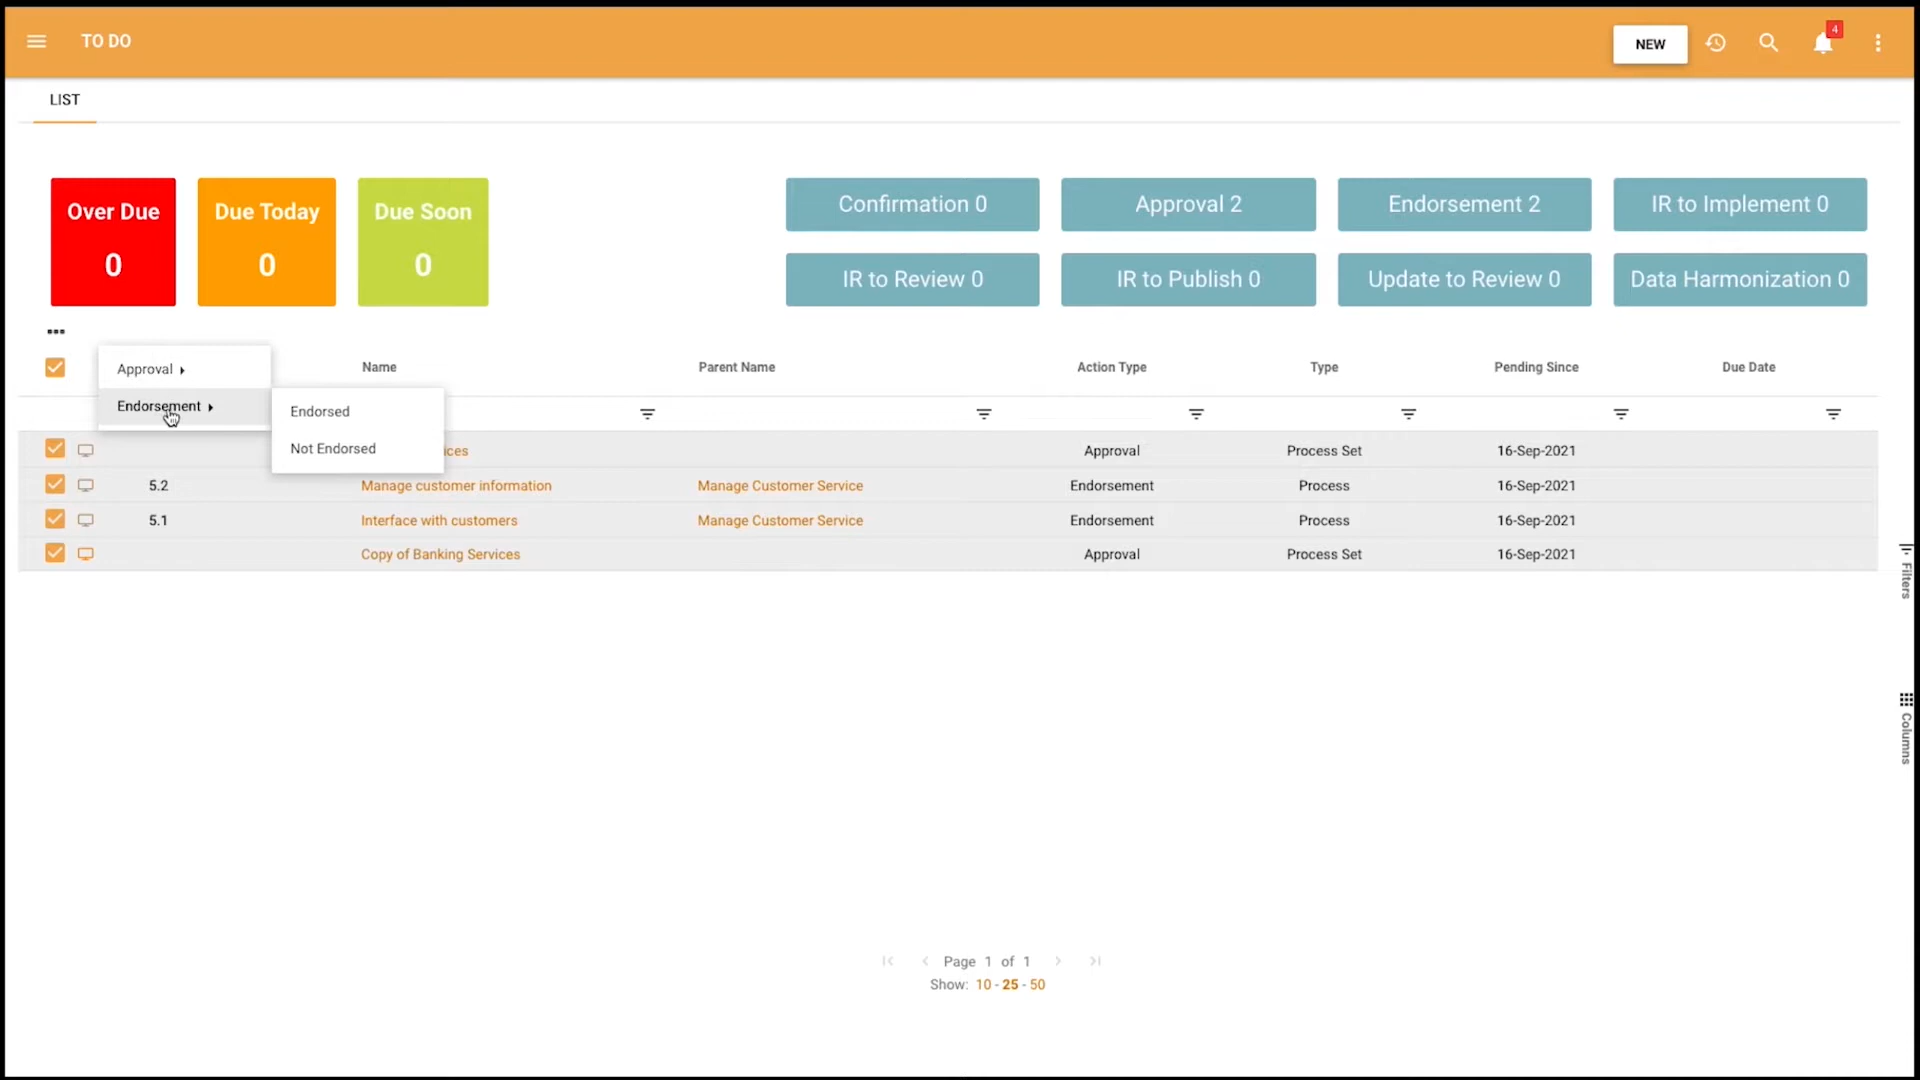 TO DO
NEW
4
LIST
Over Due
0
Due Today
0
Due Soon
0
Confirmation 0
Approval 2
Endorsement 2
IR to Implement 0
IR to Review 0
IR to Publish 0
Update to Review 0
Data Harmonization 0
Approval
Endorsement
Endorsed
Not Endorsed
Name
Parent Name
Action Type
Type
Pending Since
Due Date
ices Approval Process Set 16-Sep-2021
5.2 Manage customer information Manage Customer Service Endorsement Process 16-Sep-2021
5.1 Interface with customers Manage Customer Service Endorsement Process 16-Sep-2021
Copy of Banking Services Approval Process Set 16-Sep-2021
Filters
Columns
Page 1 of 1
Show: 10 - 25 - 50